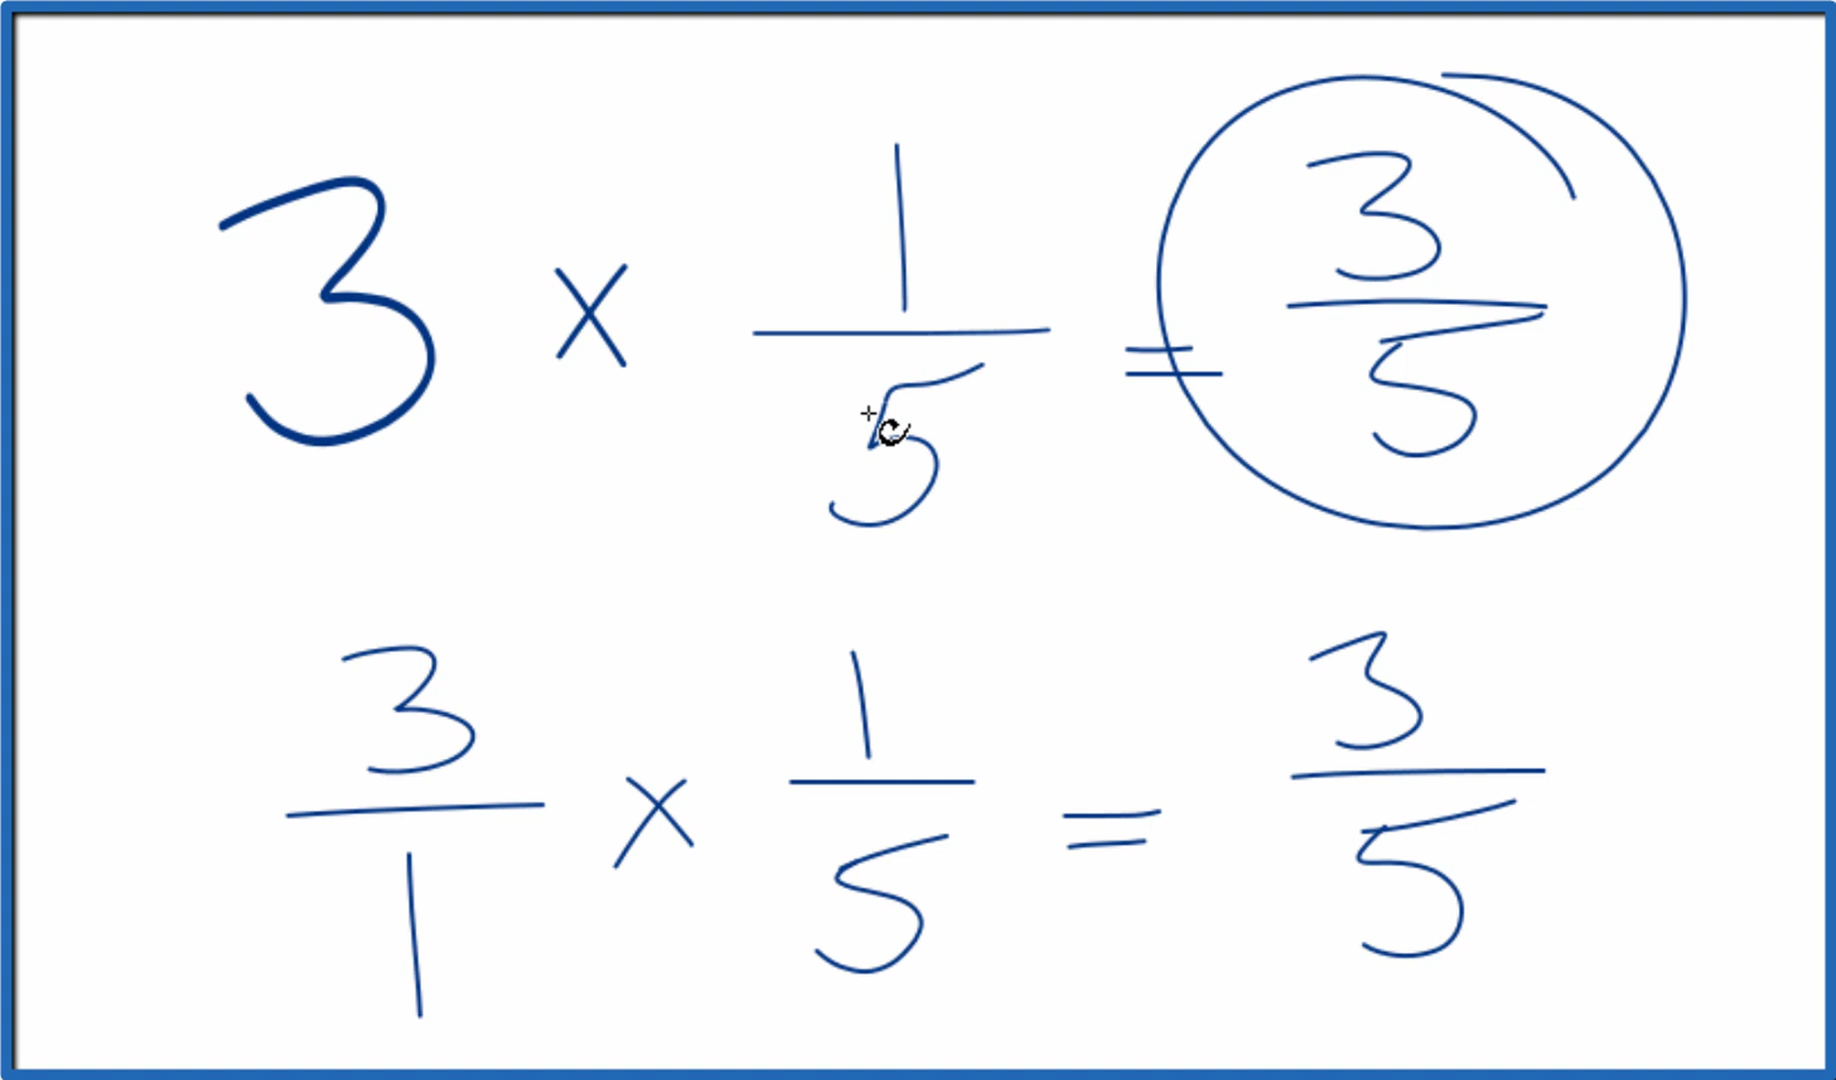 3 × 1/5 = 3/5
3/1 × 1/5 = 3/5